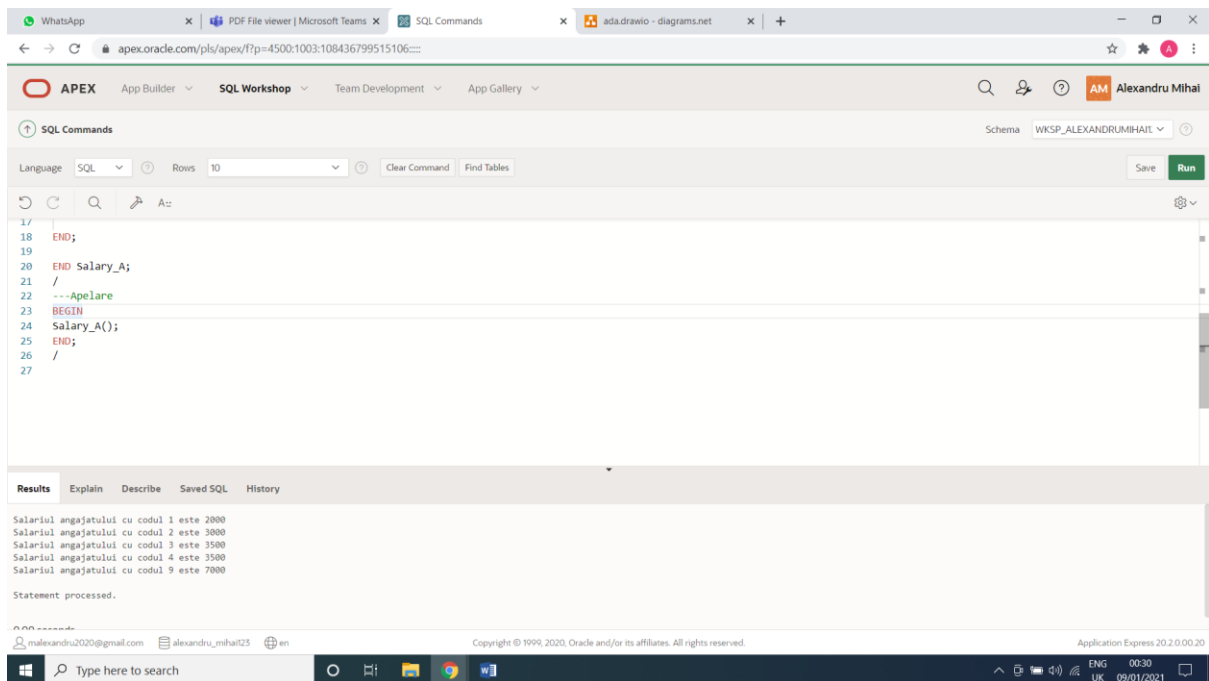 WhatsApp
PDF File viewer | Microsoft Teams
SQL Commands
ada.drawio - diagrams.net
apex.oracle.com/pls/apex/f?p=4500:1003:108436799515106:::::
A
APEX
App Builder
SQL Workshop
Team Development
App Gallery
AM Alexandru Mihai
SQL Commands
Schema WKSP_ALEXANDRUMIHAI1
Language SQL
Rows 10
Clear Command
Find Tables
Save
Run
17
18 END;
19
20 END Salary_A;
21 /
22 ---Apelare
23 BEGIN
24 Salary_A();
25 END;
26 /
27
Results Explain Describe Saved SQL History
Salariul angajatului cu codul 1 este 2000
Salariul angajatului cu codul 2 este 3000
Salariul angajatului cu codul 3 este 3500
Salariul angajatului cu codul 4 este 3500
Salariul angajatului cu codul 9 este 7000
Statement processed.
0.00 seconds
malexandru2020@gmail.com alexandru_mihai123 en
Copyright © 1999, 2020, Oracle and/or its affiliates. All rights reserved.
Application Express 20.2.0.00.20
Type here to search
ENG
UK
00:30
09/01/2021